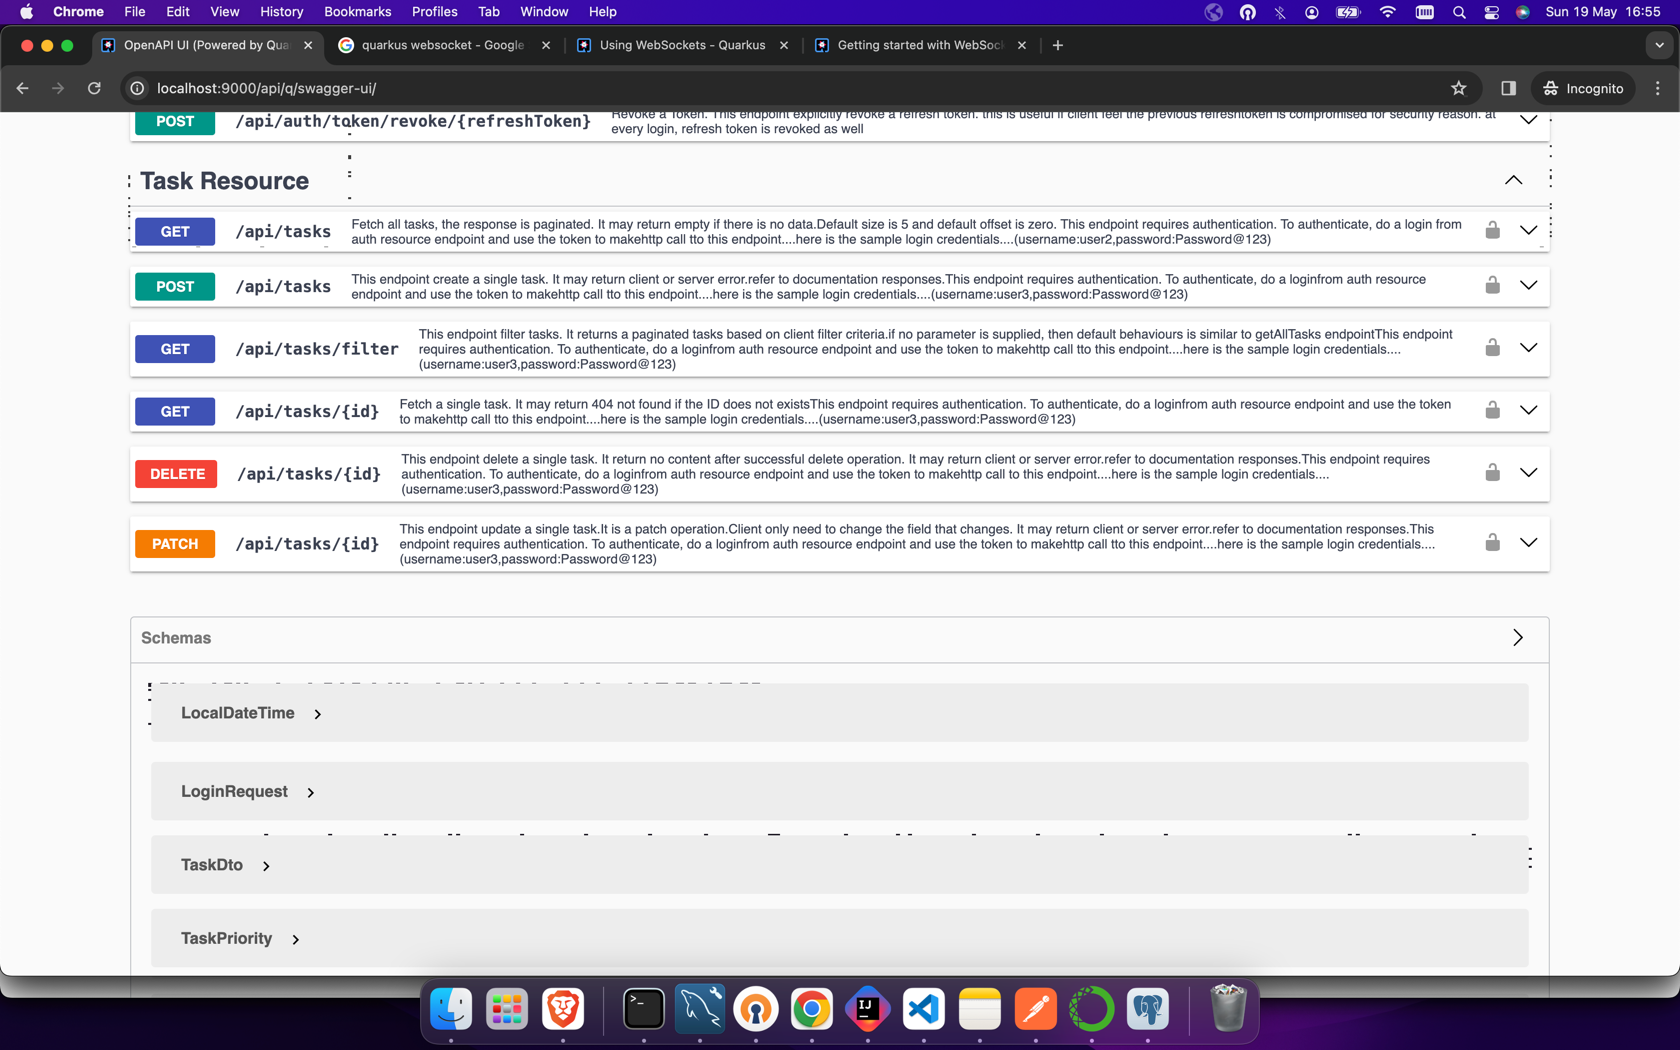 Chrome File Edit View History Bookmarks Profiles Tab Window Help Sun 19 May 16:55
OpenAPI UI (Powered by Qua quarkus websocket - Google Using WebSockets - Quarkus Getting started with WebSoc
localhost:9000/api/q/swagger-ui/ Incognito
POST /api/auth/token/revoke/{refreshToken} Revoke a Token. This endpoint explicitly revoke a refresh token. this is useful if client feel the previous refreshtoken is compromised for security reason. at
every login, refresh token is revoked as well
Task Resource
GET /api/tasks Fetch all tasks, the response is paginated. It may return empty if there is no data.Default size is 5 and default offset is zero. This endpoint requires authentication. To authenticate, do a login from
auth resource endpoint and use the token to makehttp call tto this endpoint....here is the sample login credentials....(username:user2,password:Password@123)
POST /api/tasks This endpoint create a single task. It may return client or server error.refer to documentation responses.This endpoint requires authentication. To authenticate, do a loginfrom auth resource
endpoint and use the token to makehttp call tto this endpoint....here is the sample login credentials....(username:user3,password:Password@123)
GET /api/tasks/filter This endpoint filter tasks. It returns a paginated tasks based on client filter criteria.if no parameter is supplied, then default behaviours is similar to getAllTasks endpointThis endpoint
requires authentication. To authenticate, do a loginfrom auth resource endpoint and use the token to makehttp call tto this endpoint....here is the sample login credentials....
(username:user3,password:Password@123)
GET /api/tasks/{id} Fetch a single task. It may return 404 not found if the ID does not existsThis endpoint requires authentication. To authenticate, do a loginfrom auth resource endpoint and use the token
to makehttp call tto this endpoint....here is the sample login credentials....(username:user3,password:Password@123)
DELETE /api/tasks/{id} This endpoint delete a single task. It return no content after successful delete operation. It may return client or server error.refer to documentation responses.This endpoint requires
authentication. To authenticate, do a loginfrom auth resource endpoint and use the token to makehttp call tto this endpoint....here is the sample login credentials....
(username:user3,password:Password@123)
PATCH /api/tasks/{id} This endpoint update a single task.It is a patch operation.Client only need to change the field that changes. It may return client or server error.refer to documentation responses.This
endpoint requires authentication. To authenticate, do a loginfrom auth resource endpoint and use the token to makehttp call tto this endpoint....here is the sample login credentials....
(username:user3,password:Password@123)
Schemas
LocalDateTime
LoginRequest
TaskDto
TaskPriority
IJ